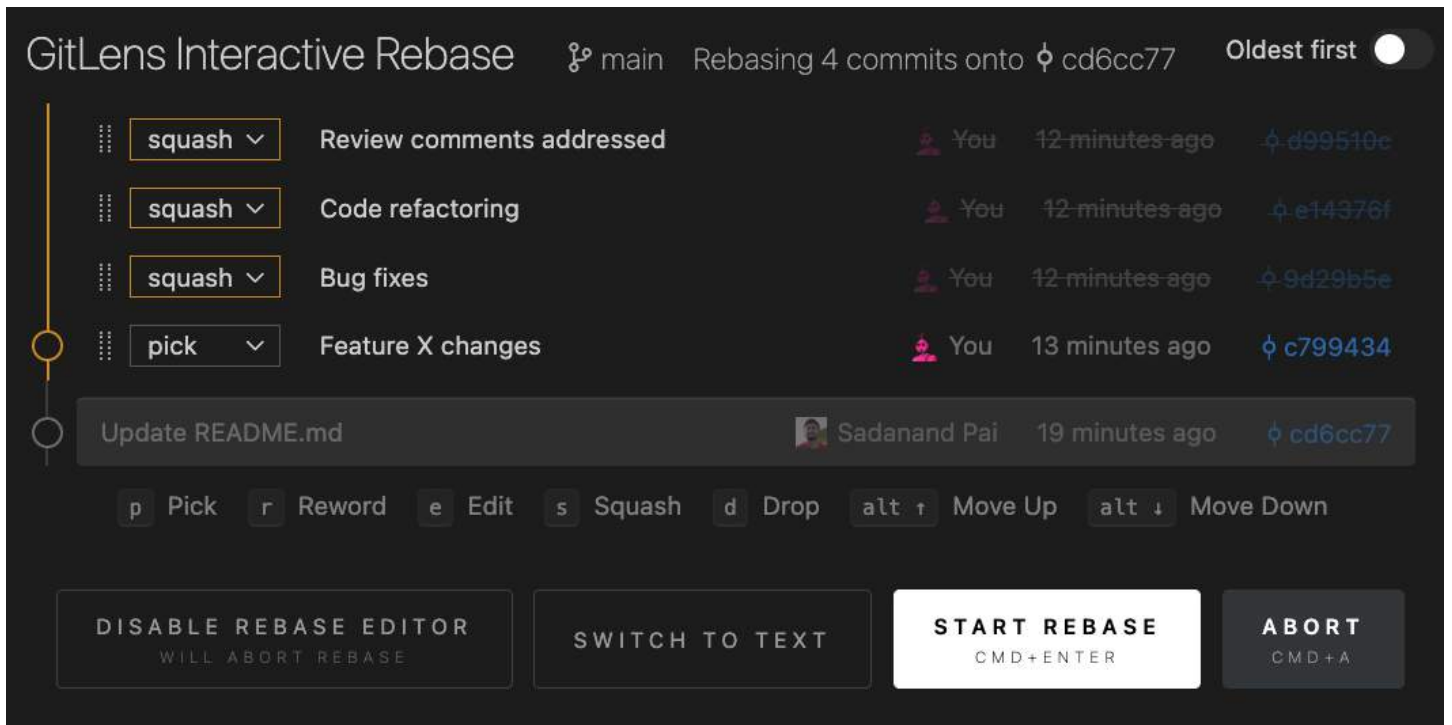 GitLens Interactive Rebase main Rebasing 4 commits onto cd6cc77 Oldest first
squash Review comments addressed You 12 minutes ago d99510c
squash Code refactoring You 12 minutes ago e14376f
squash Bug fixes You 12 minutes ago 9d29b5e
pick Feature X changes You 13 minutes ago c799434
Update README.md Sadanand Pai 19 minutes ago cd6cc77
p Pick r Reword e Edit s Squash d Drop alt ↑ Move Up alt ↓ Move Down
DISABLE REBASE EDITOR SWITCH TO TEXT START REBASE ABORT
WILL ABORT REBASE CMD+ENTER CMD+A